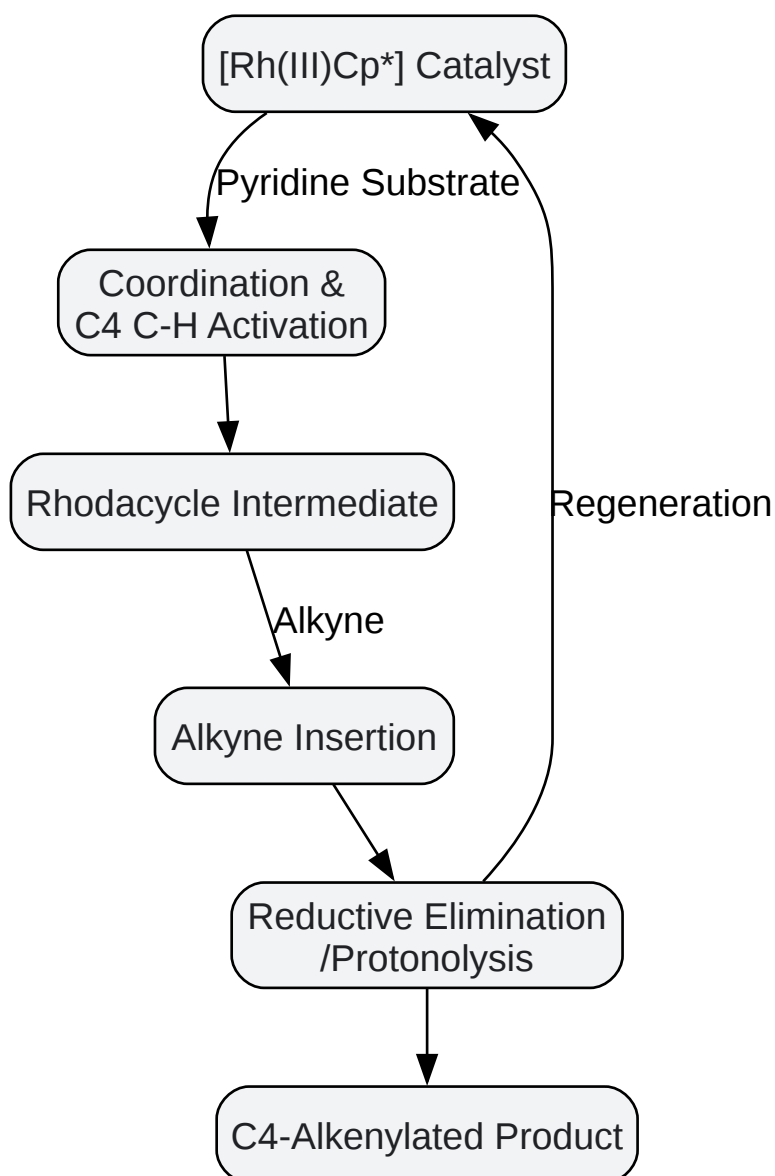 [Rh(III)Cp*] Catalyst
Pyridine Substrate
Coordination &
C4 C-H Activation
Rhodacycle Intermediate
Regeneration
Alkyne
Alkyne Insertion
Reductive Elimination
/Protonolysis
C4-Alkenylated Product